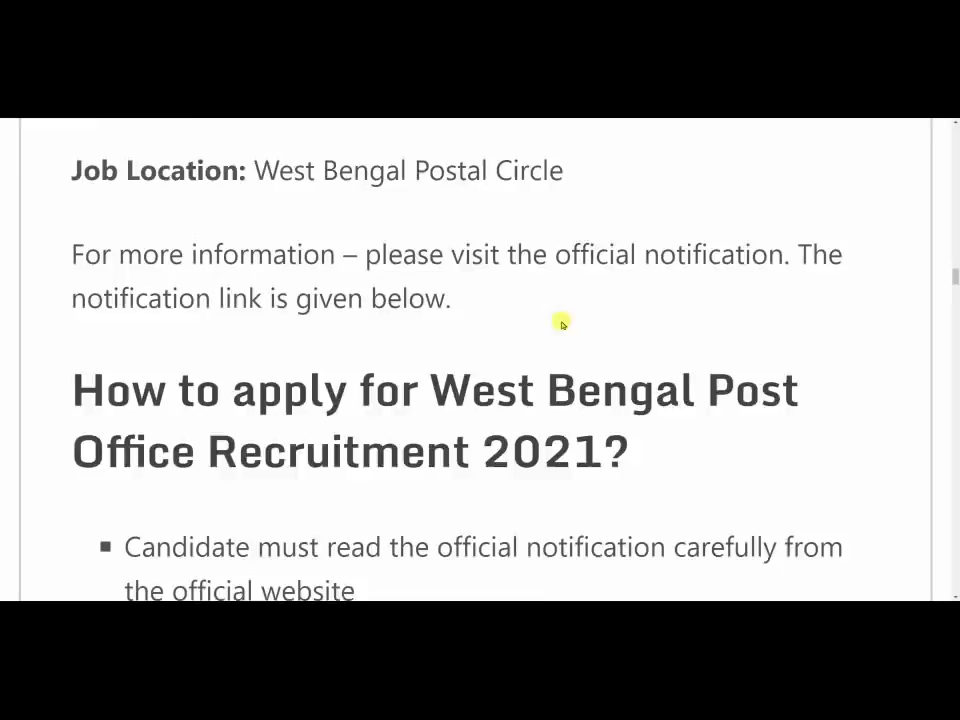 Job Location: West Bengal Postal Circle
For more information – please visit the official notification. The
notification link is given below.
How to apply for West Bengal Post
Office Recruitment 2021?
▪ Candidate must read the official notification carefully from
the official website